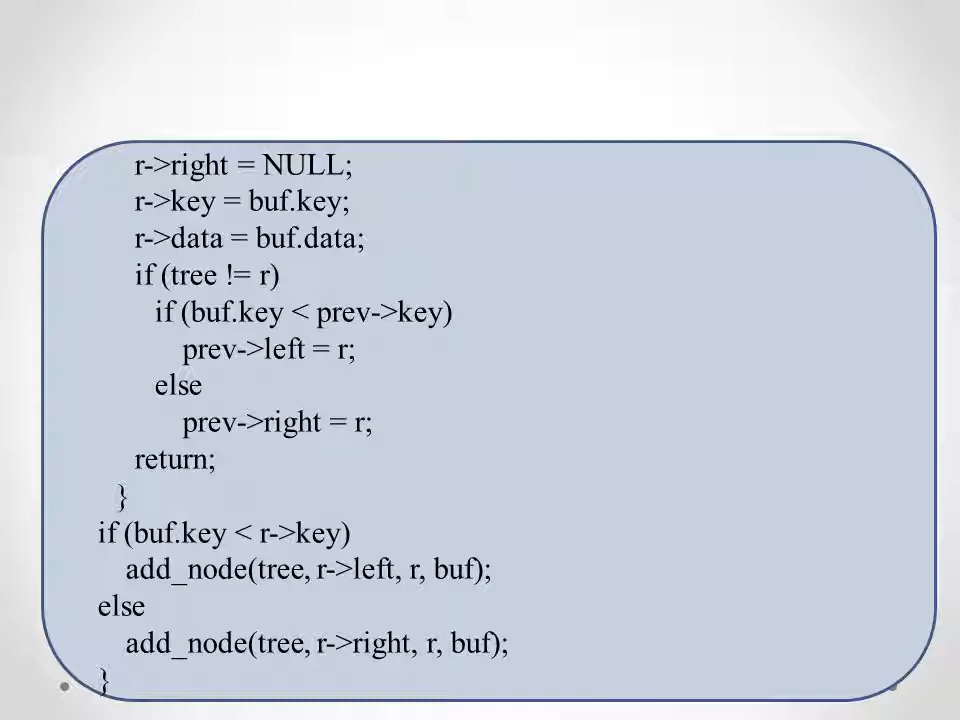 r->right = NULL;
r->key = buf.key;
r->data = buf.data;
if (tree != r)
if (buf.key < prev->key)
prev->left = r;
else
prev->right = r;
return;
}
if (buf.key < r->key)
add_node(tree, r->left, r, buf);
else
add_node(tree, r->right, r, buf);
}